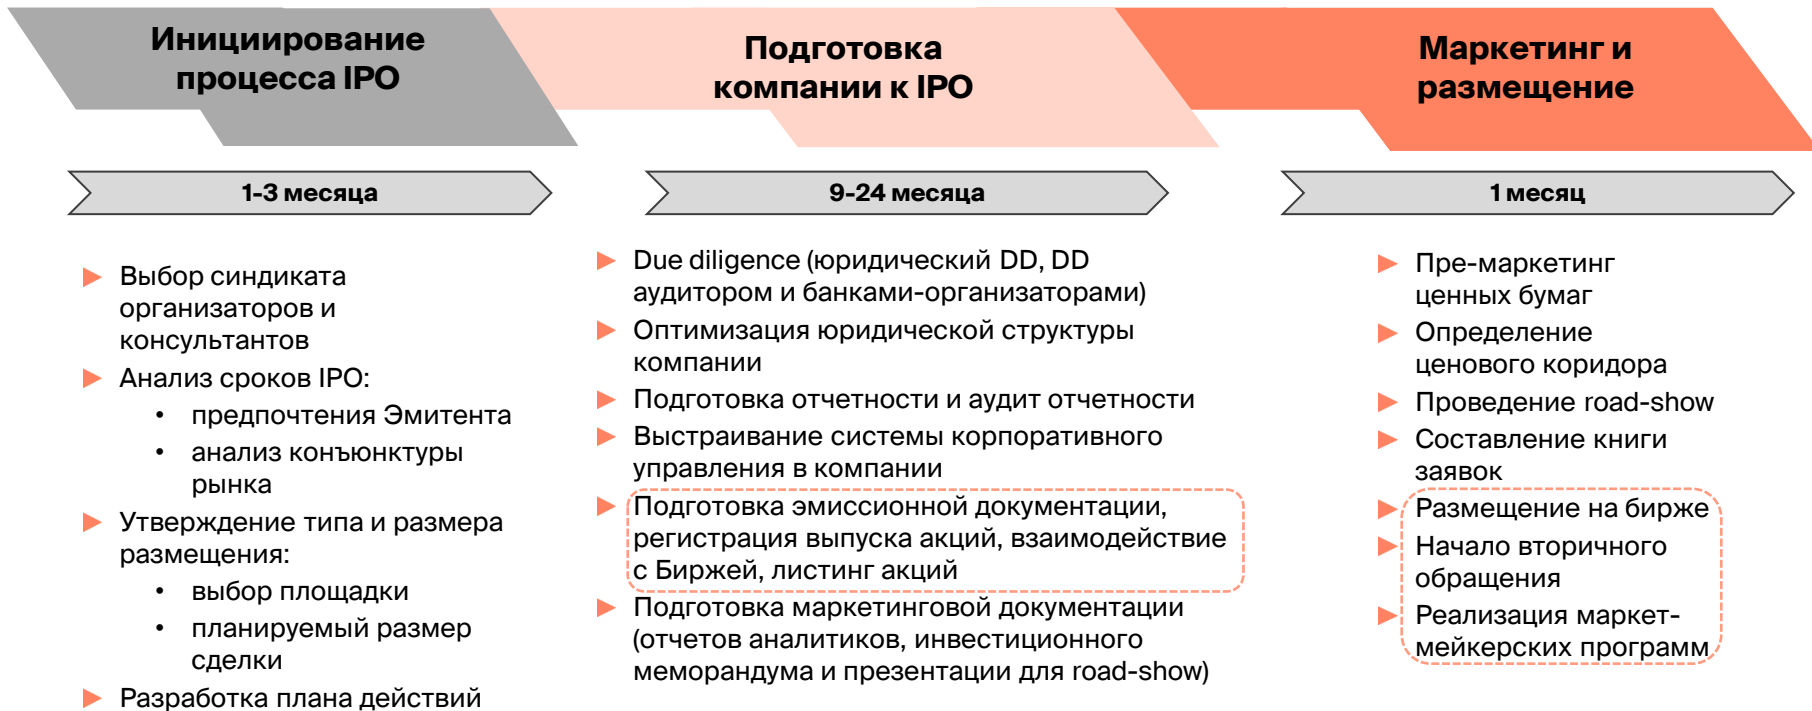 Инициирование
процесса IPO
1-3 месяца
Выбор синдиката
организаторов и
консультантов
Анализ сроков IPO:
• предпочтения Эмитента
• анализ конъюнктуры
рынка
Утверждение типа и размера
размещения:
• выбор площадки
• планируемый размер
сделки
Разработка плана действий
Подготовка
компании к IPO
9-24 месяца
Due diligence (юридический DD, DD
аудитором и банками-организаторами)
Оптимизация юридической структуры
компании
Подготовка отчетности и аудит отчетности
Выстраивание системы корпоративного
управления в компании
Подготовка эмиссионной документации,
регистрация выпуска акций, взаимодействие
с Биржей, листинг акций
Подготовка маркетинговой документации
(отчетов аналитиков, инвестиционного
меморандума и презентации для road-show)
Маркетинг и
размещение
1 месяц
Пре-маркетинг
ценных бумаг
Определение
ценового коридора
Проведение road-show
Составление книги
заявок
Размещение на бирже
Начало вторичного
обращения
Реализация маркет-
мейкерских программ